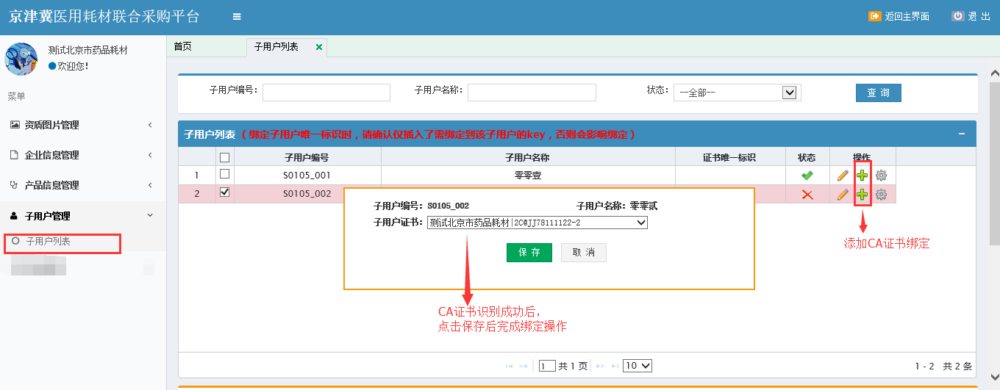 京津冀医用耗材联合采购平台
返回主界面 退 出
测试北京市药品耗材
欢迎您!
菜单
资质图片管理
企业信息管理
产品信息管理
子用户管理
子用户列表
首页 子用户列表
子用户编号: 子用户名称: 状态: --全部-- 查 询
子用户列表 (绑定子用户唯一标识时,请确认仅插入了需绑定到该子用户的key,否则会影响绑定)
子用户编号 子用户名称 证书唯一标识 状态 操作
1 S0105_001 零零壹
2 S0105_002
子用户编号: S0105_002 子用户名称: 零零贰
子用户证书: 测试北京市药品耗材|2C@JJ78111122-2
保 存 取 消
添加CA证书绑定
CA证书识别成功后,
点击保存后完成绑定操作
1 共 1 页 10 1 - 2 共 2 条